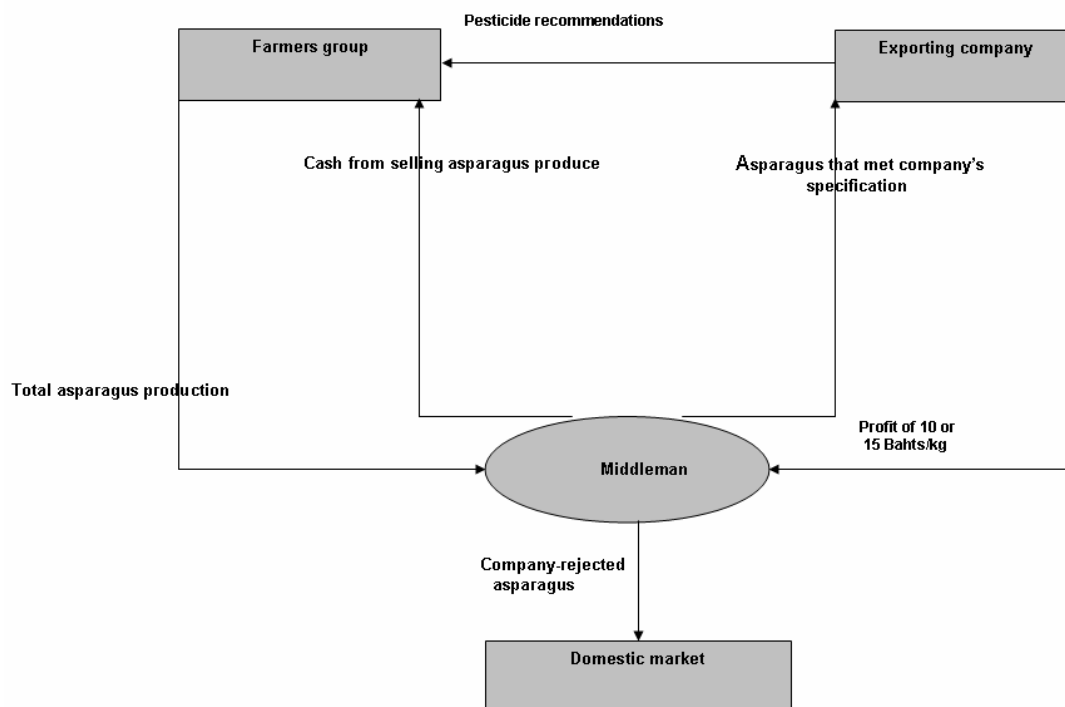 Pesticide recommendations
Farmers group
Exporting company
Cash from selling asparagus produce
Asparagus that met company's
specification
Total asparagus production
Profit of 10 or
15 Bahts/kg
Middleman
Company-rejected
asparagus
Domestic market